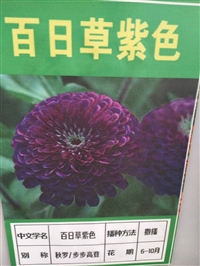 百日草紫色
中文学名 百日草紫色 播种方法 撒播
别 称 秋罗/步步高登 花 期 6-10月